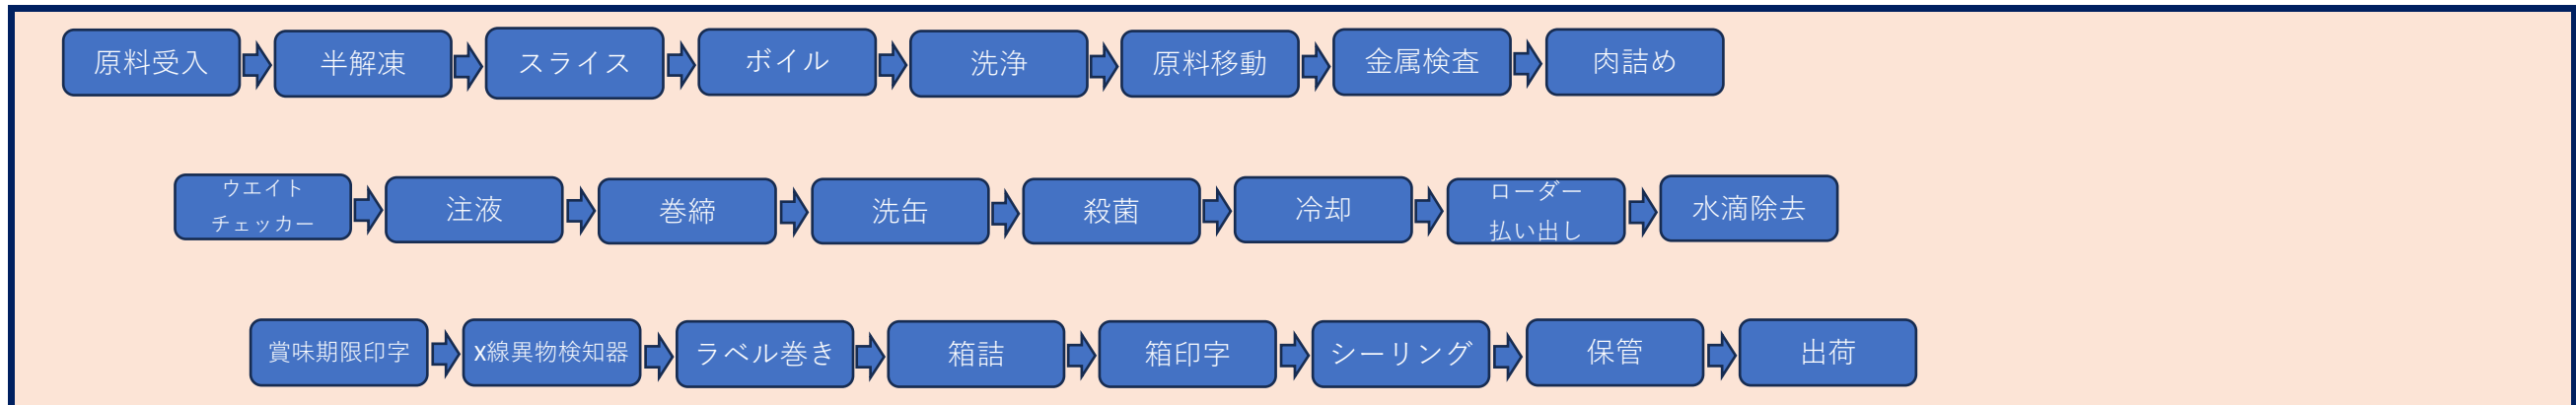 原料受入
半解凍
スライス
ボイル
洗浄
原料移動
金属検査
肉詰め
ウエイト
チェッカー
注液
巻締
洗缶
殺菌
冷却
ローダー
払い出し
水滴除去
賞味期限印字
X線異物検知器
ラベル巻き
箱詰
箱印字
シーリング
保管
出荷